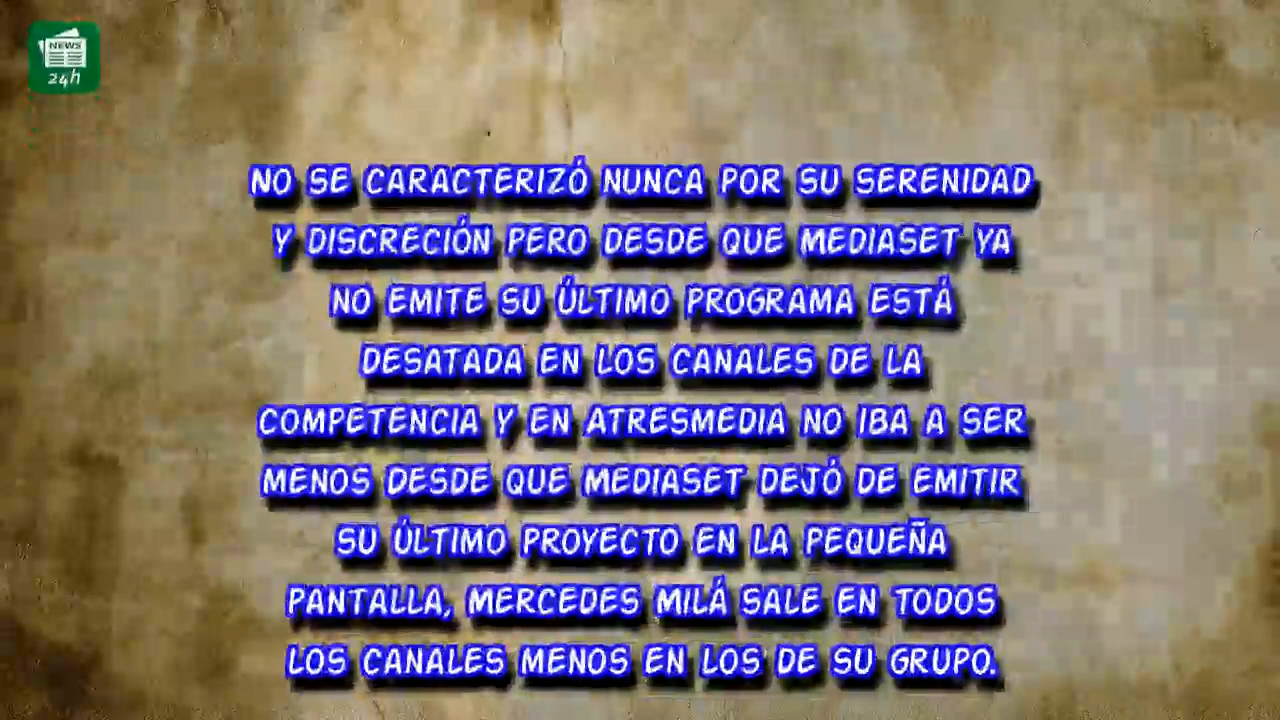 NEWS
24h
NO SE CARACTERIZÓ NUNCA POR SU SERENIDAD
Y DISCRECIÓN PERO DESDE QUE MEDIASET YA
NO EMITE SU ÚLTIMO PROGRAMA ESTÁ
DESATADA EN LOS CANALES DE LA
COMPETENCIA Y EN ATRESMEDIA NO IBA A SER
MENOS DESDE QUE MEDIASET DEJÓ DE EMITIR
SU ÚLTIMO PROYECTO EN LA PEQUEÑA
PANTALLA, MERCEDES MILÁ SALE EN TODOS
LOS CANALES MENOS EN LOS DE SU GRUPO.